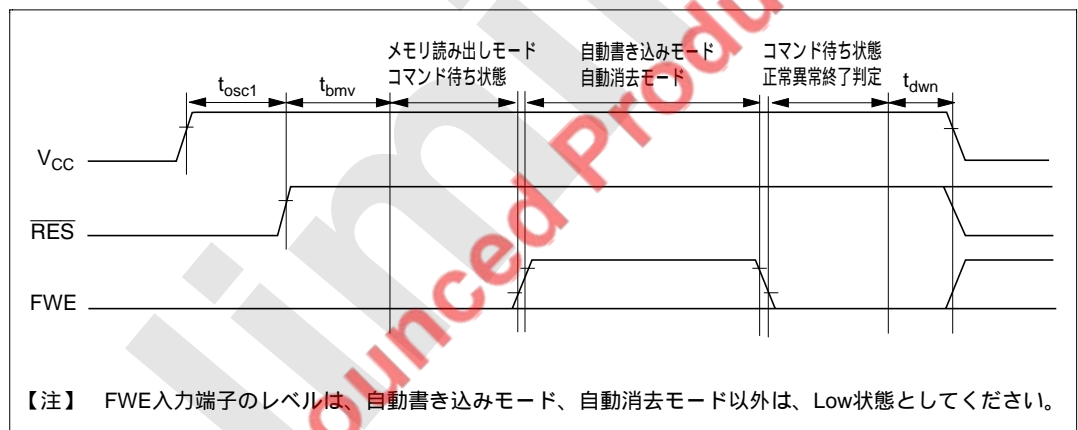 メモリ読み出しモード
コマンド待ち状態
自動書き込みモード
自動消去モード
コマンド待ち状態
正常異常終了判定
tosc1
tbmv
tdwn
VCC
RES
FWE
【注】 FWE入力端子のレベルは、自動書き込みモード、自動消去モード以外は、Low状態としてください。